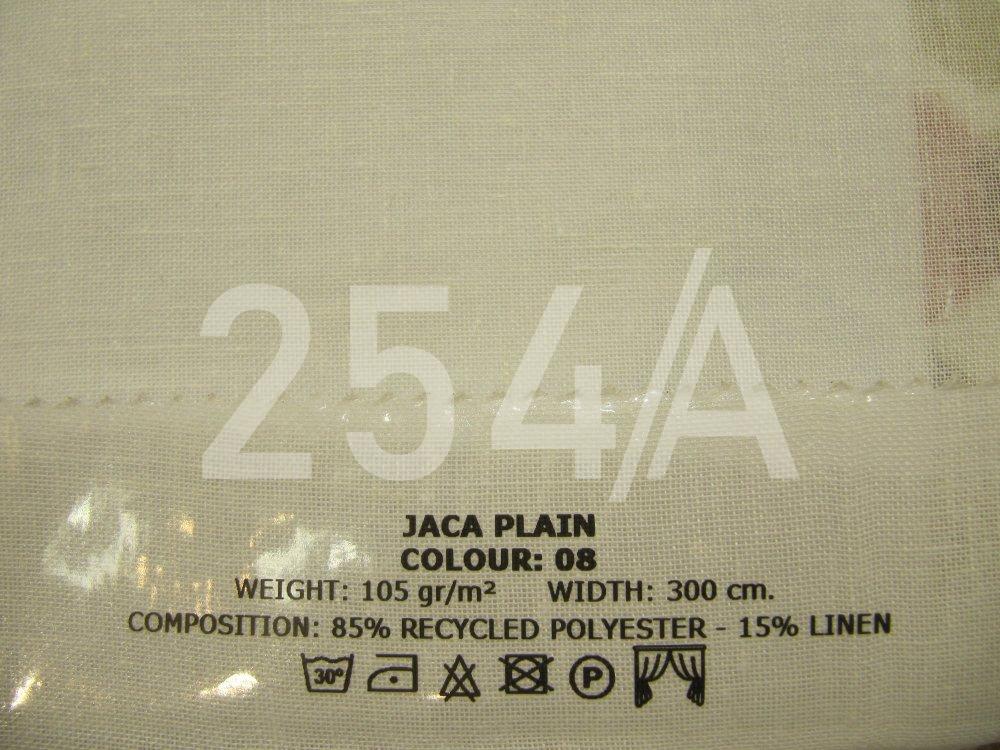 254//A
JACA PLAIN
COLOUR: 08
WEIGHT: 105 gr/m² WIDTH: 300 cm.
COMPOSITION: 85% RECYCLED POLYESTER - 15% LINEN
30° P